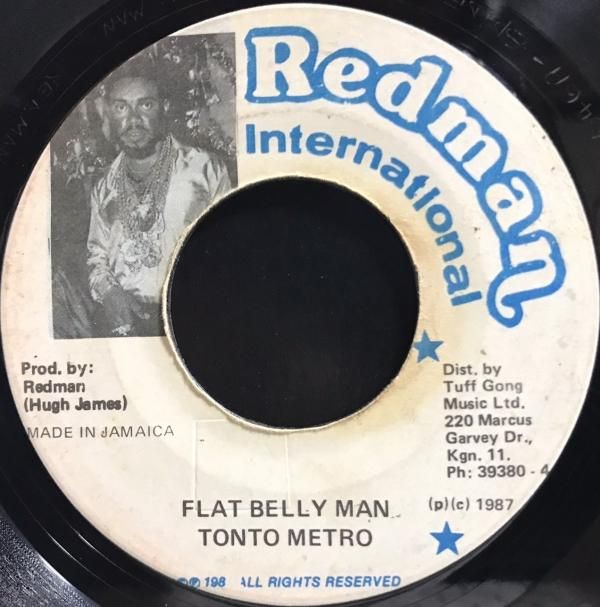 Redman
International
Prod. by:
Redman
(Hugh James)
MADE IN JAMAICA
Dist. by
Tuff Gong
Music Ltd.
220 Marcus
Garvey Dr.,
Kgn. 11.
Ph: 39380 - 4
FLAT BELLY MAN
TONTO METRO
(p)(c) 1987
©℗ 198 ALL RIGHTS RESERVED